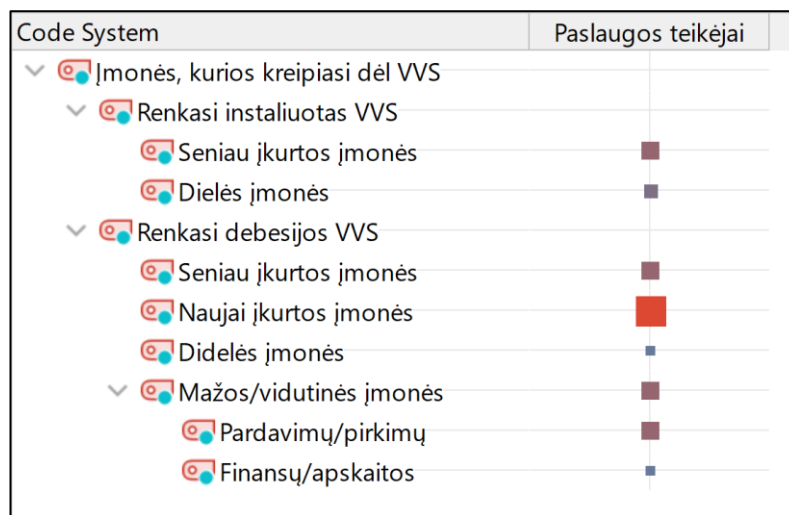 Code System Paslaugos teikėjai
Įmonės, kurios kreipiasi dėl VVS
Renkasi instaliuotas VVS
Seniau įkurtos įmonės
Dielės įmonės
Renkasi debesijos VVS
Seniau įkurtos įmonės
Naujai įkurtos įmonės
Didelės įmonės
Mažos/vidutinės įmonės
Pardavimų/pirkimų
Finansų/apskaitos